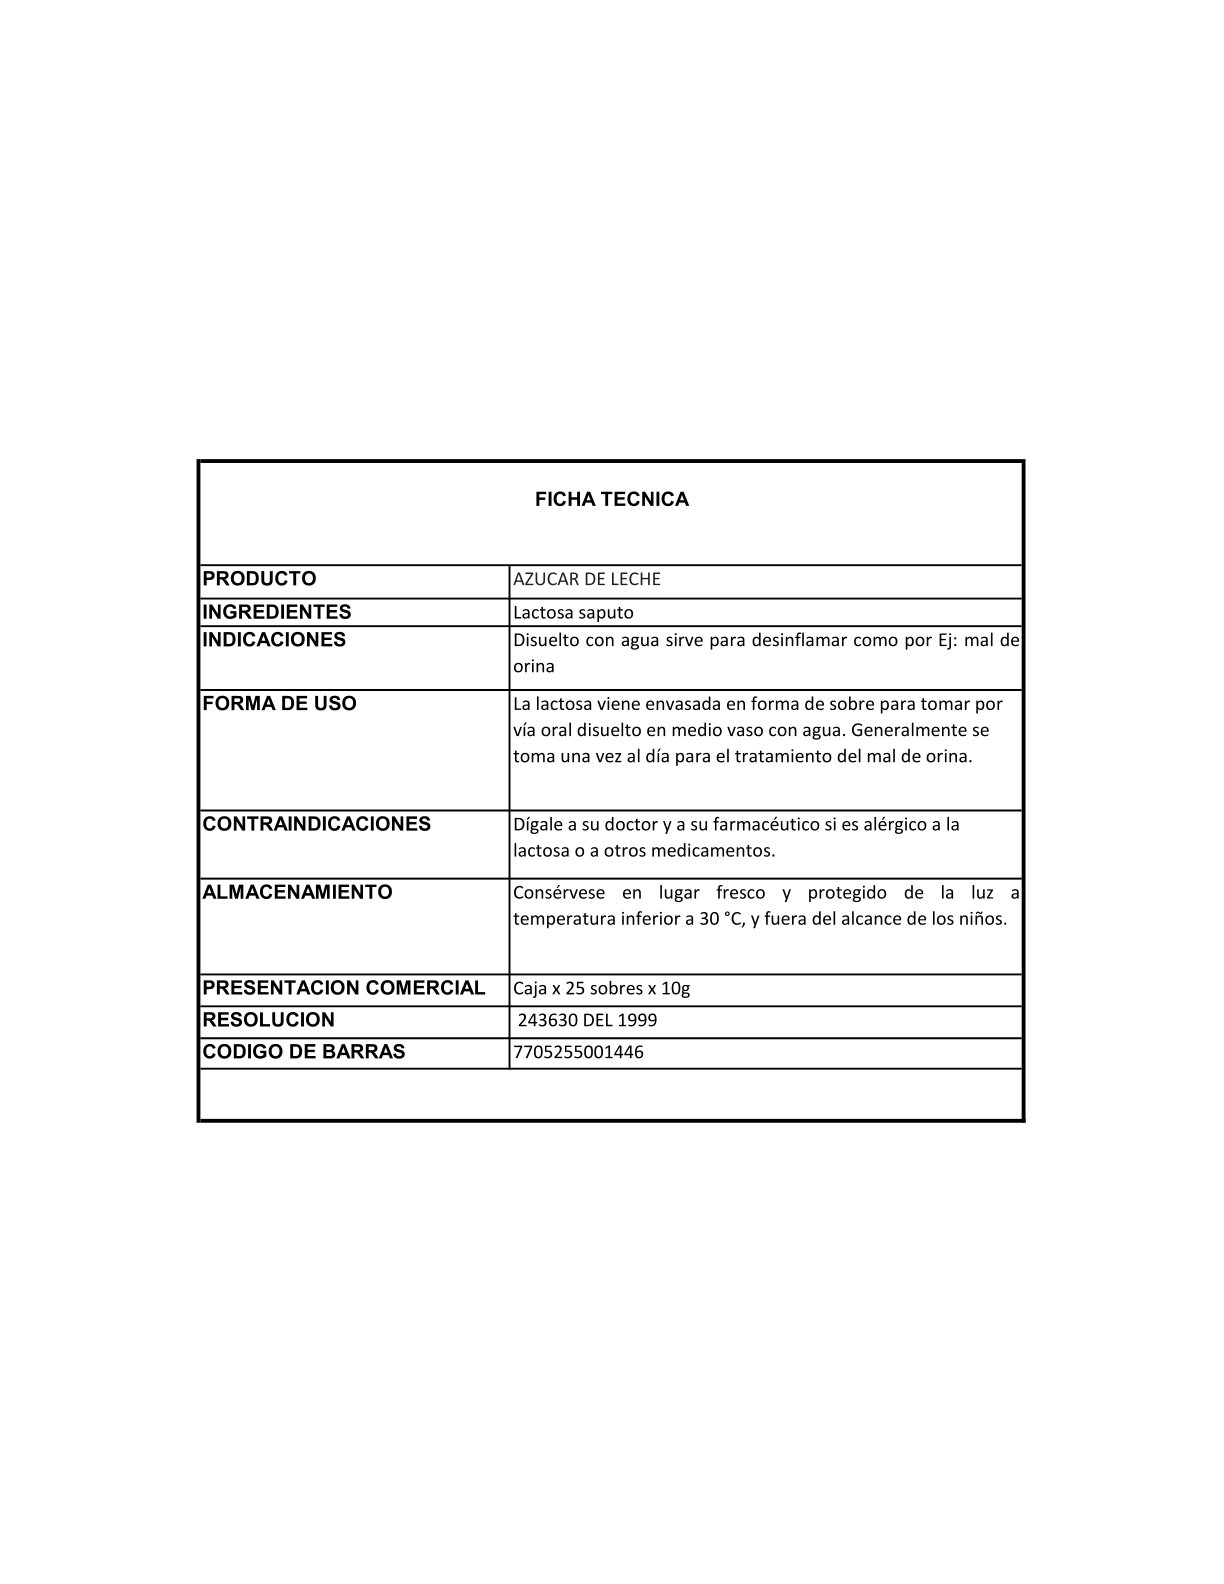 FICHA TECNICA
PRODUCTO
AZUCAR DE LECHE
INGREDIENTES
Lactosa saputo
INDICACIONES
Disuelto con agua sirve para desinflamar como por Ej: mal de
orina
FORMA DE USO
La lactosa viene envasada en forma de sobre para tomar por
vía oral disuelto en medio vaso con agua. Generalmente se
toma una vez al día para el tratamiento del mal de orina.
CONTRAINDICACIONES
Dígale a su doctor y a su farmacéutico si es alérgico a la
lactosa o a otros medicamentos.
ALMACENAMIENTO
Consérvese en lugar fresco y protegido de la luz a
temperatura inferior a 30 °C, y fuera del alcance de los niños.
PRESENTACION COMERCIAL
Caja x 25 sobres x 10g
RESOLUCION
243630 DEL 1999
CODIGO DE BARRAS
7705255001446